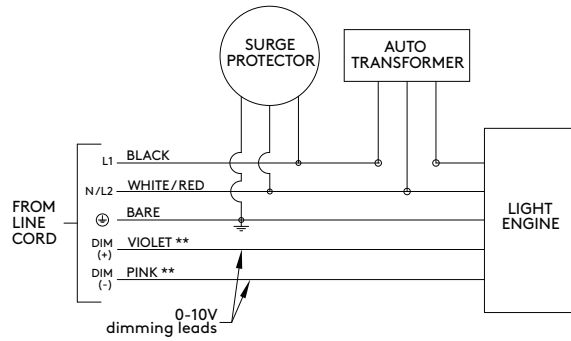 SURGE
PROTECTOR
AUTO
TRANSFORMER
L1 BLACK
N/L2 WHITE/RED
BARE
DIM
(+) VIOLET **
DIM
(-) PINK **
FROM
LINE
CORD
LIGHT
ENGINE
0-10V
dimming leads